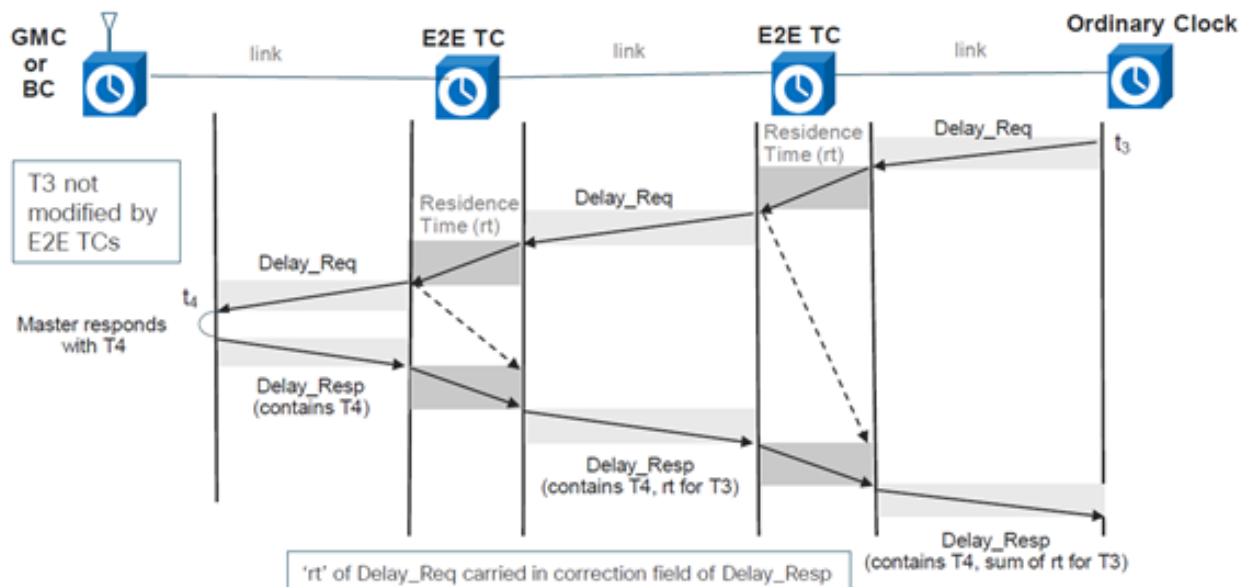 GMC
or
BC
link
E2E TC
link
E2E TC
link
Ordinary Clock
Residence
Time (rt)
Delay_Req
t3
T3 not
modified by
E2E TCs
Residence
Time (rt)
Delay_Req
Delay_Req
t4
Master responds
with T4
Delay_Resp
(contains T4)
Delay_Resp
(contains T4, rt for T3)
Delay_Resp
(contains T4, sum of rt for T3)
'rt' of Delay_Req carried in correction field of Delay_Resp